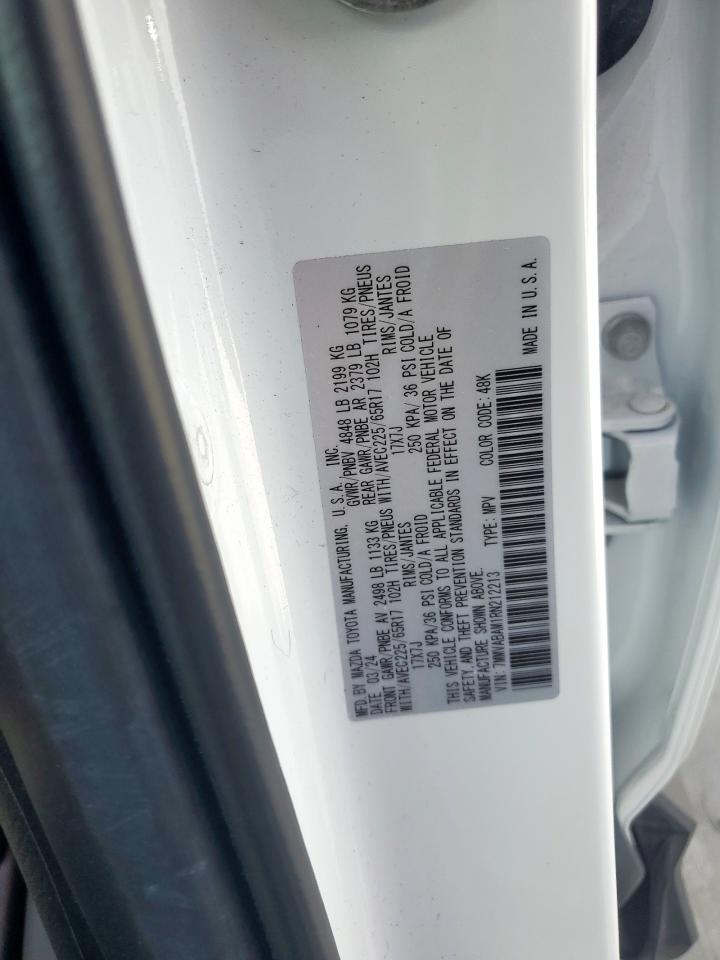 MFD.BY MAZDA TOYOTA MANUFACTURING, U.S.A., INC.
DATE 03/24 GVWR/PNBV 4848 LB 2199 KG
FRONT GAWR/PNBE AV 2498 LB 1133 KG REAR GAWR/PNBE AR 2379 LB 1079 KG
WITH/AVEC225/65R17 102H TIRES/PNEUS WITH/AVEC225/65R17 102H TIRES/PNEUS
17X7J RIMS/JANTES 17X7J RIMS/JANTES
250 KPA/36 PSI COLD/A FROID 250 KPA/ 36 PSI COLD/A FROID
THIS VEHICLE CONFORMS TO ALL APPLICABLE FEDERAL MOTOR VEHICLE
SAFETY,AND THEFT PREVENTION STANDARDS IN EFFECT ON THE DATE OF
MANUFACTURE SHOWN ABOVE.
VIN: 7MMVABAM1RN212213 TYPE: MPV COLOR CODE: 48K
MADE IN U.S.A.